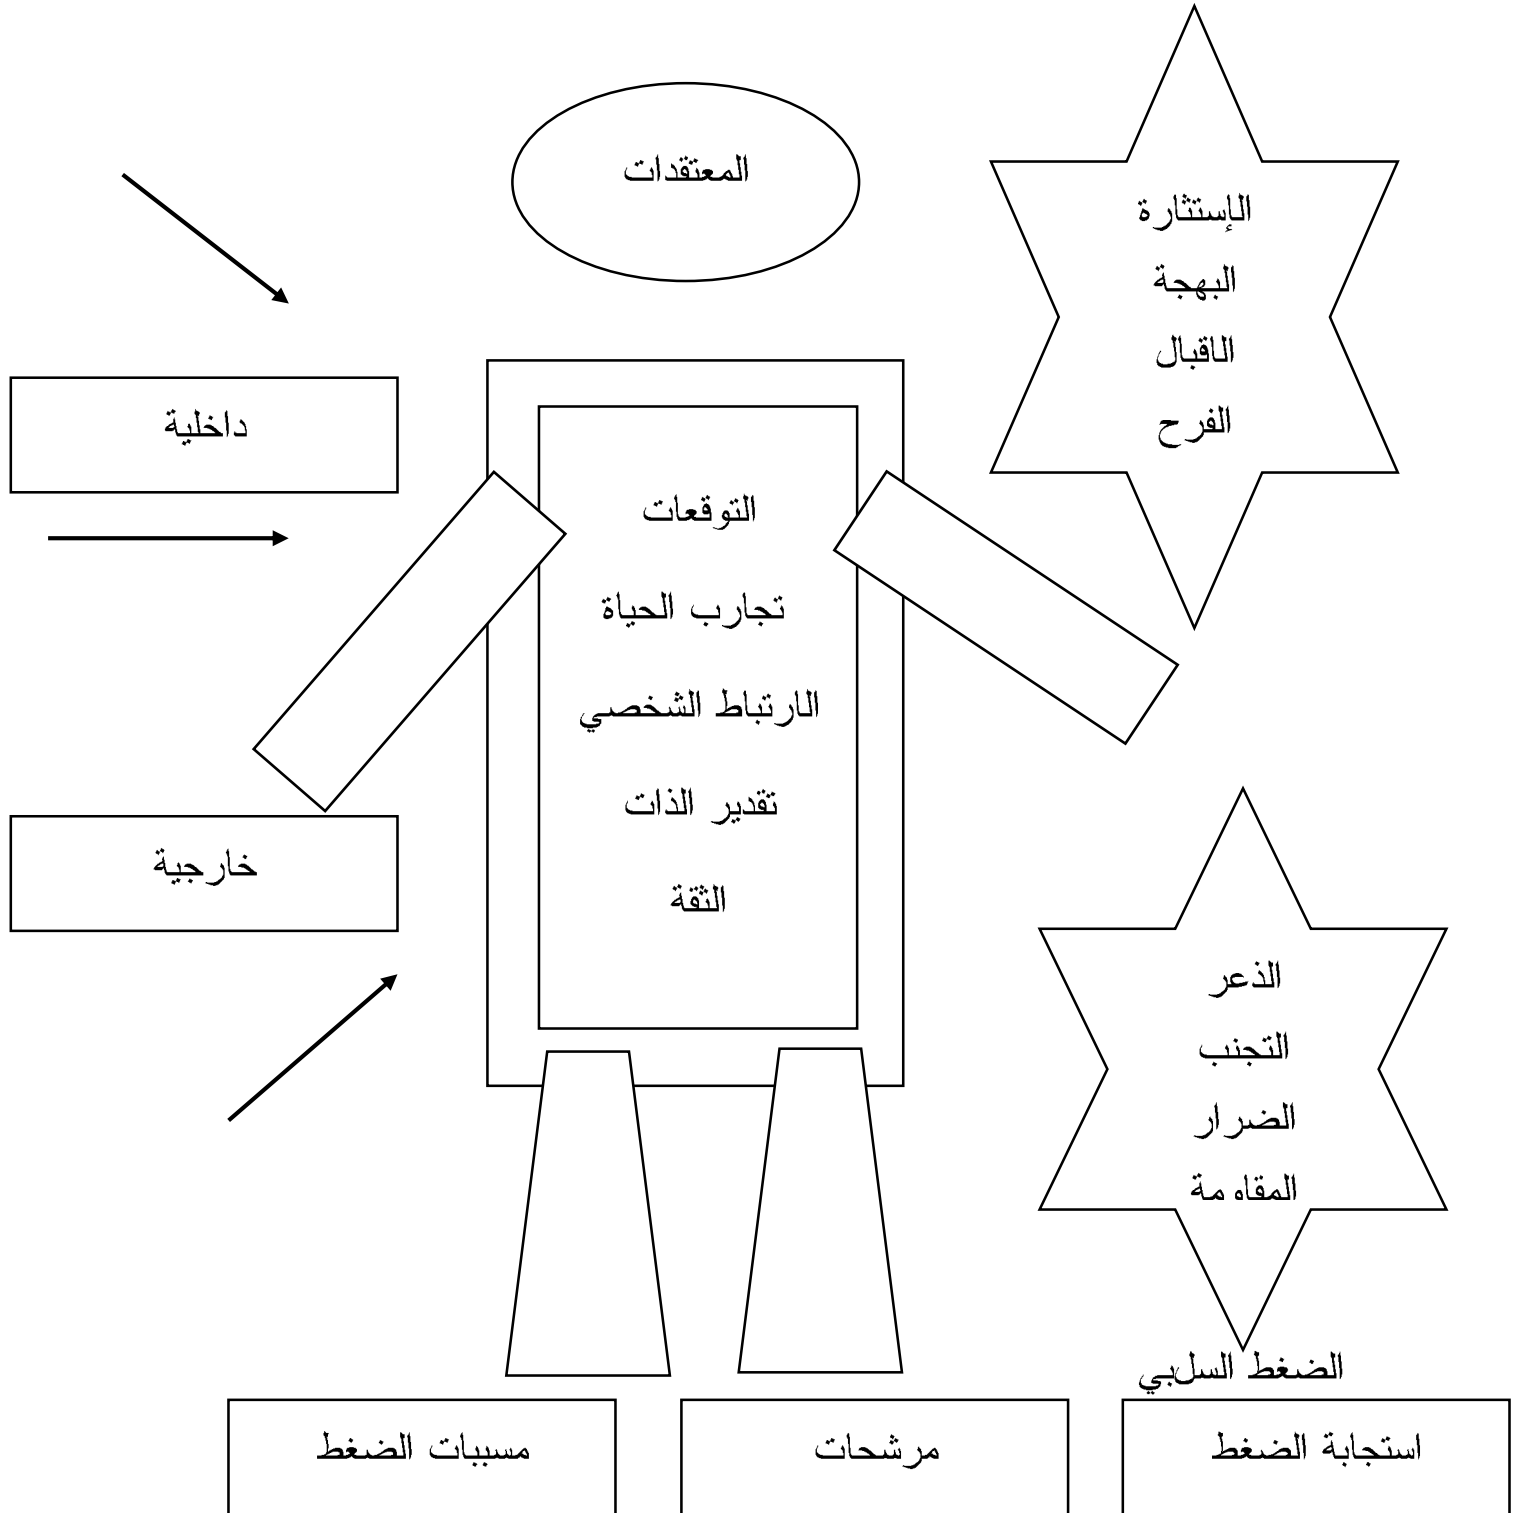 المعتقدات
الإستثارة
البهجة
الاقبال
الفرح
داخلية
التوقعات
تجارب الحياة
الارتباط الشخصي
تقدير الذات
الثقة
خارجية
الذعر
التجنب
الضرار
المقاومة
الضغط السلبي
استجابة الضغط
مرشحات
مسببات الضغط